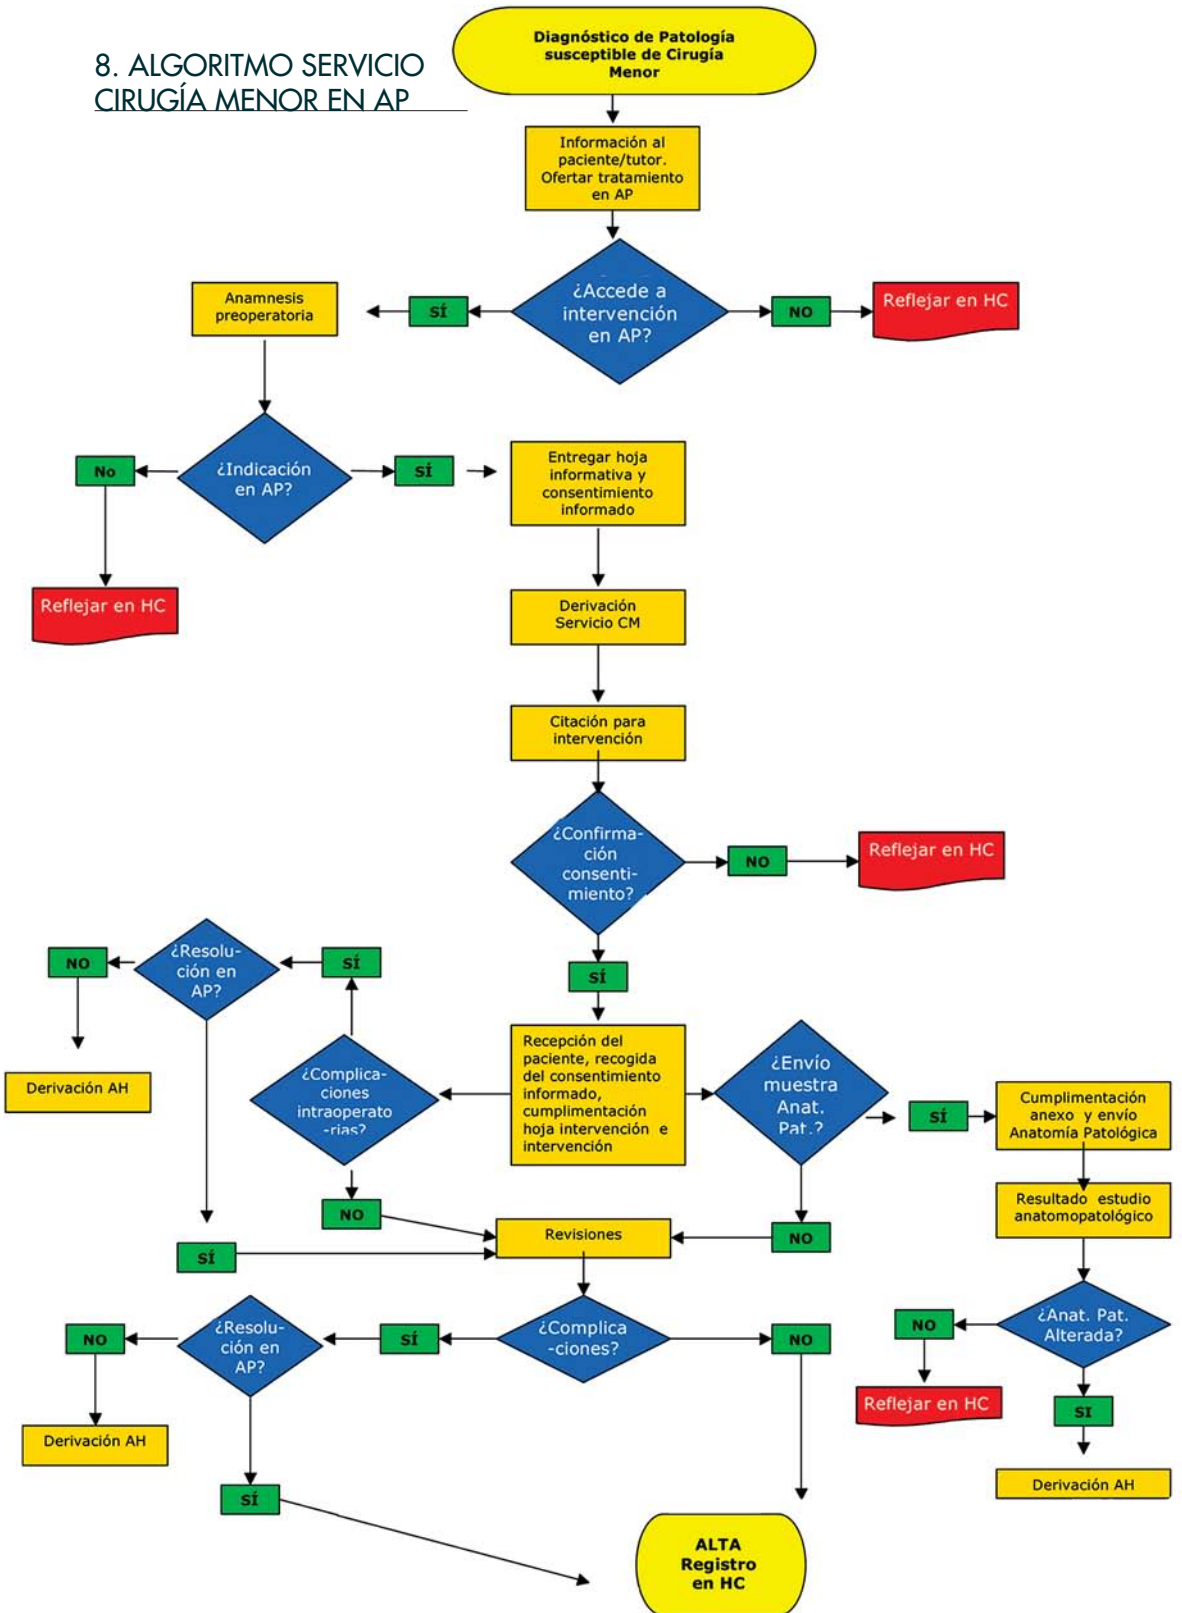 8. ALGORITMO SERVICIO
CIRUGÍA MENOR EN AP
Diagnóstico de Patología
susceptible de Cirugía
Menor
Información al
paciente/tutor.
Ofertar tratamiento
en AP
¿Accede a
intervención
en AP?
SÍ
NO
Reflejar en HC
Anamnesis
preoperatoria
¿Indicación
en AP?
No
SÍ
Reflejar en HC
Entregar hoja
informativa y
consentimiento
informado
Derivación
Servicio CM
Citación para
intervención
¿Confirma-
ción
consenti-
miento?
NO
Reflejar en HC
SÍ
Recepción del
paciente, recogida
del consentimiento
informado,
cumplimentación
hoja intervención e
intervención
¿Complica-
ciones
intraoperato
-rias?
SÍ
¿Resolu-
ción en
AP?
NO
Derivación AH
SÍ
NO
¿Envío
muestra
Anat.
Pat.?
SÍ
Cumplimentación
anexo y envío
Anatomía Patológica
Resultado estudio
anatomopatológico
¿Anat. Pat.
Alterada?
NO
Reflejar en HC
SI
Derivación AH
NO
Revisiones
¿Complica
-ciones?
SÍ
NO
¿Resolu-
ción en
AP?
NO
Derivación AH
SÍ
ALTA
Registro
en HC